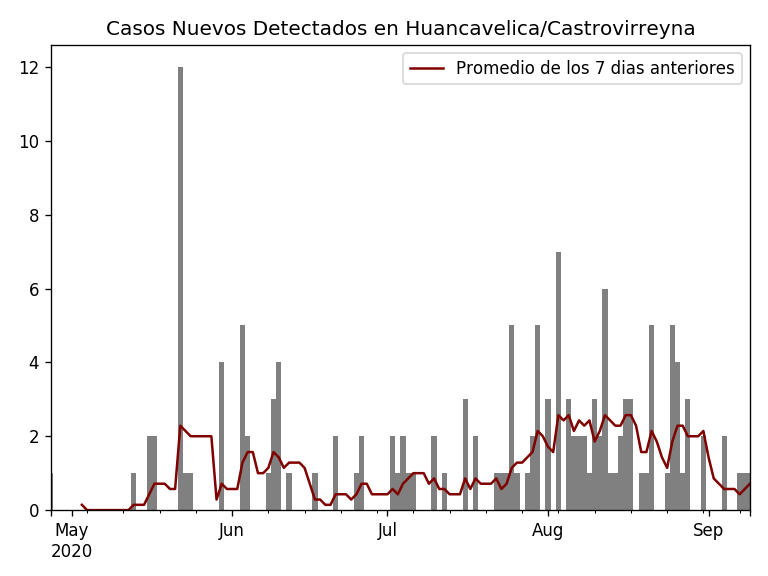 Casos Nuevos Detectados en Huancavelica/Castrovirreyna
Promedio de los 7 dias anteriores
12
10
8
6
4
2
0
May Jun Jul Aug Sep
2020